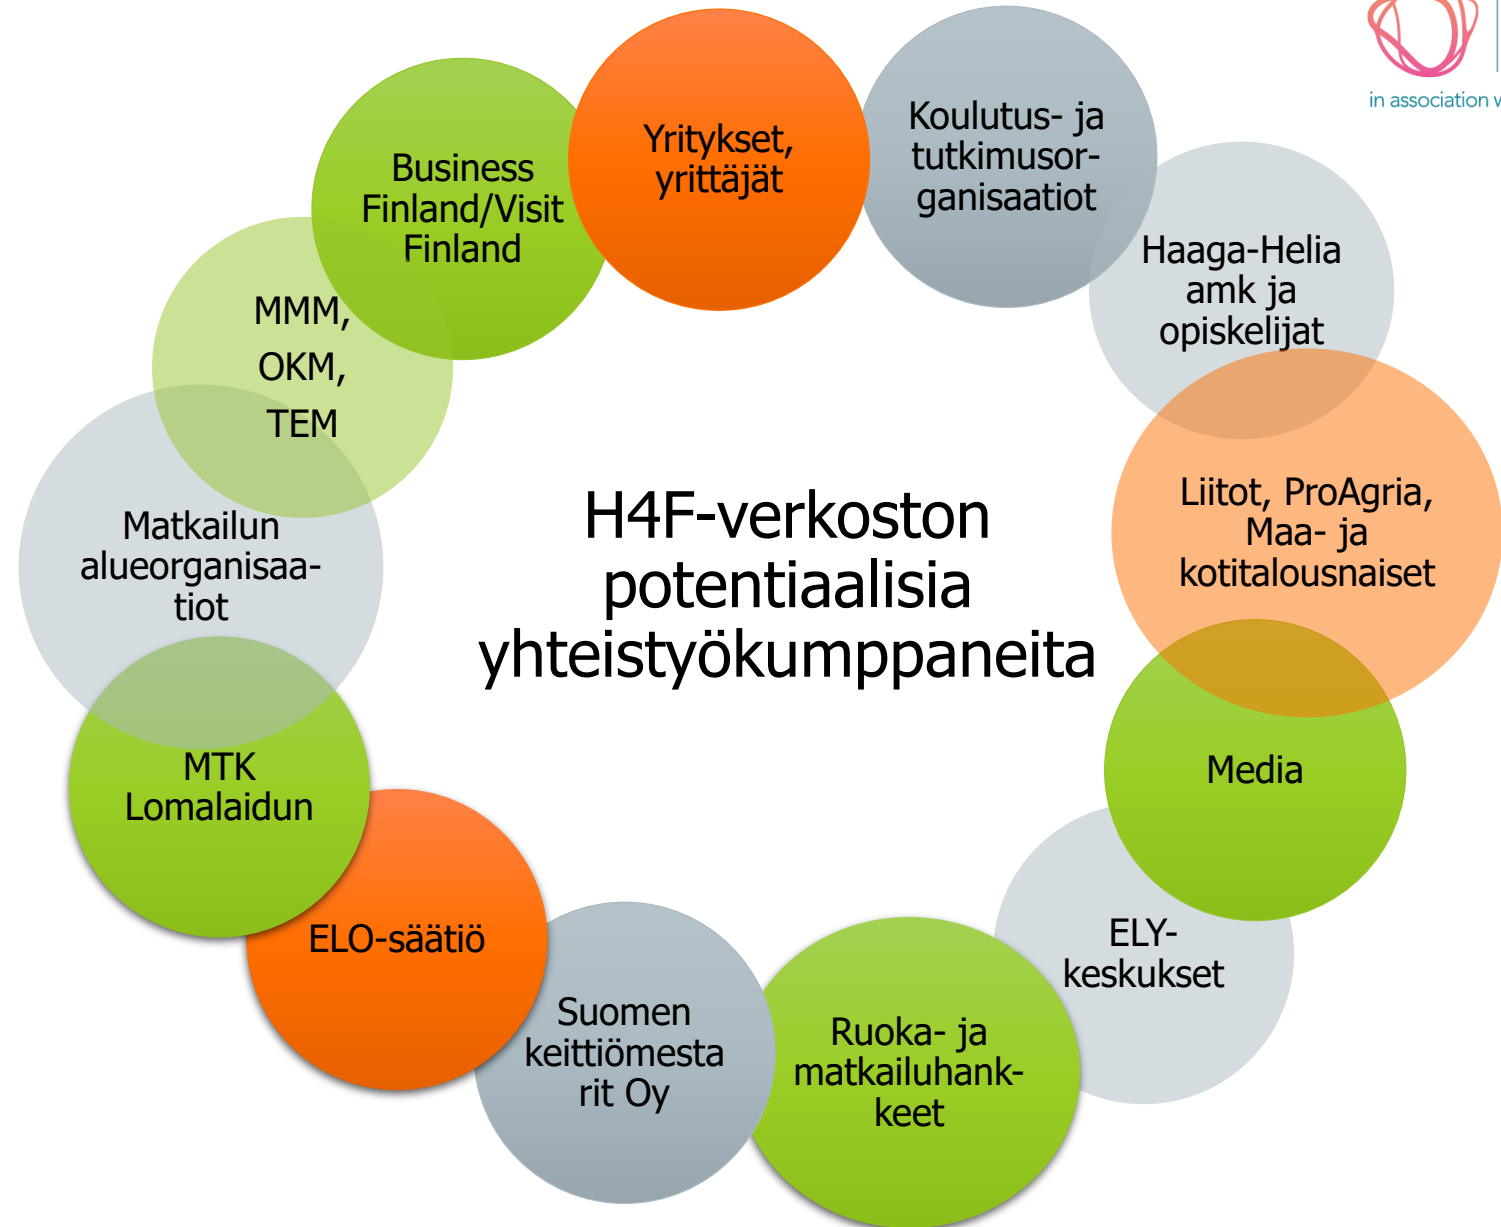 in association
Yritykset,
yrittäjät
Koulutus- ja
tutkimusor-
ganisaatiot
Haaga-Helia
amk ja
opiskelijat
Liitot, ProAgria,
Maa- ja
kotitalousnaiset
Media
ELY-
keskukset
Ruoka- ja
matkailuhank-
keet
Suomen
keittiömesta
rit Oy
ELO-säätiö
MTK
Lomalaidun
Matkailun
alueorganisaa-
tiot
MMM,
OKM,
TEM
Business
Finland/Visit
Finland
H4F-verkoston
potentiaalisia
yhteistyökumppaneita